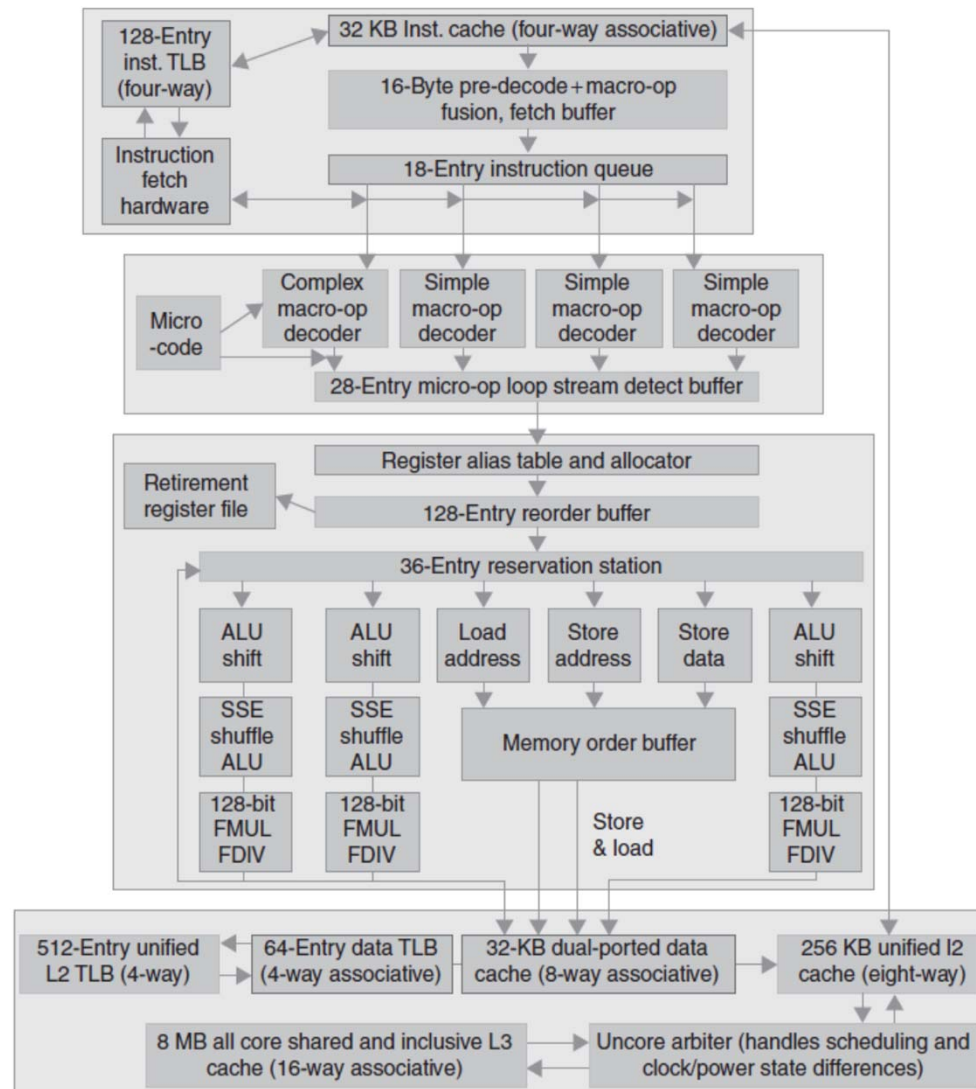 128-Entry
inst. TLB
(four-way)
32 KB Inst. cache (four-way associative)
16-Byte pre-decode+macro-op
fusion, fetch buffer
Instruction
fetch
hardware
18-Entry instruction queue
Micro
-code
Complex
macro-op
decoder
Simple
macro-op
decoder
Simple
macro-op
decoder
Simple
macro-op
decoder
28-Entry micro-op loop stream detect buffer
Register alias table and allocator
Retirement
register file
128-Entry reorder buffer
36-Entry reservation station
ALU
shift
ALU
shift
Load
address
Store
address
Store
data
ALU
shift
SSE
shuffle
ALU
SSE
shuffle
ALU
Memory order buffer
SSE
shuffle
ALU
128-bit
FMUL
FDIV
128-bit
FMUL
FDIV
Store
& load
128-bit
FMUL
FDIV
512-Entry unified
L2 TLB (4-way)
64-Entry data TLB
(4-way associative)
32-KB dual-ported data
cache (8-way associative)
256 KB unified l2
cache (eight-way)
8 MB all core shared and inclusive L3
cache (16-way associative)
Uncore arbiter (handles scheduling and
clock/power state differences)